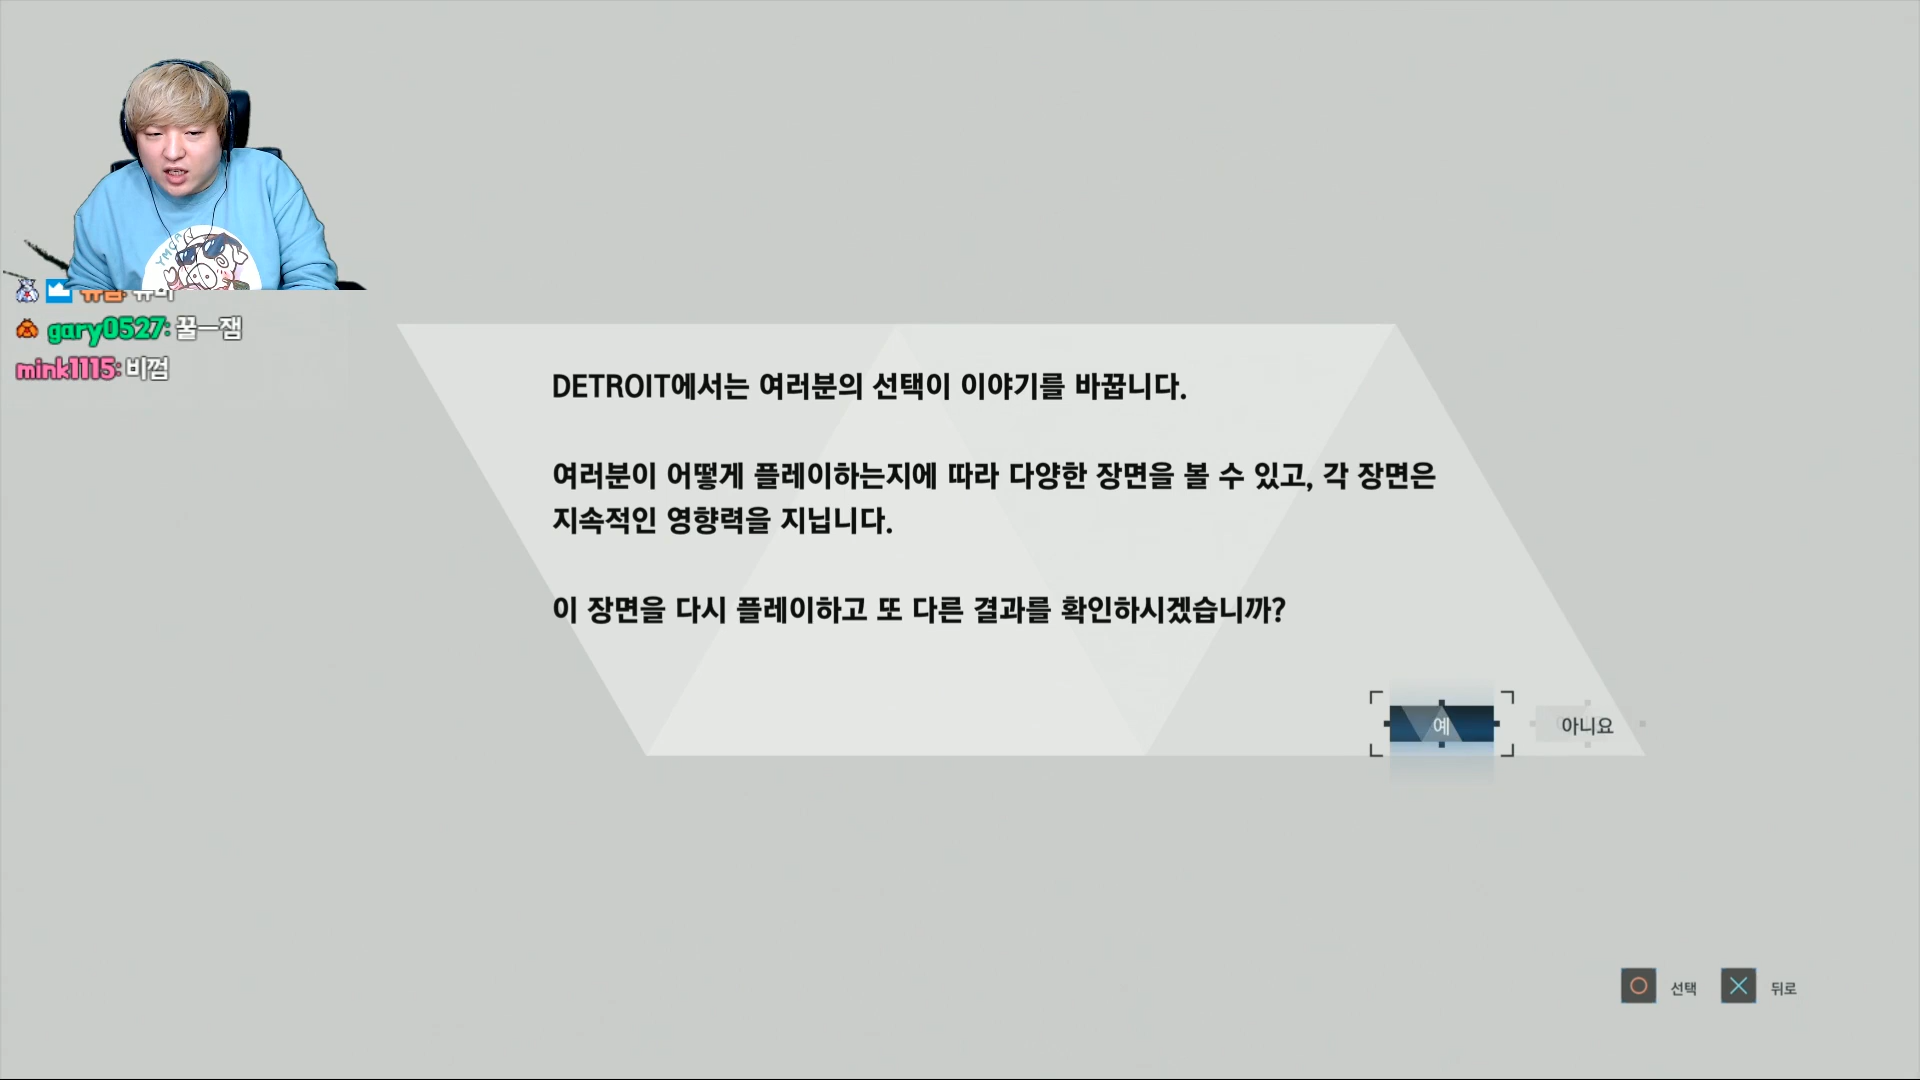 YMCA
gary0527: 꿀ㅡ잼
mink1115: 비껌
DETROIT에서는 여러분의 선택이 이야기를 바꿉니다.
여러분이 어떻게 플레이하는지에 따라 다양한 장면을 볼 수 있고, 각 장면은
지속적인 영향력을 지닙니다.
이 장면을 다시 플레이하고 또 다른 결과를 확인하시겠습니까?
예
아니요
선택
뒤로